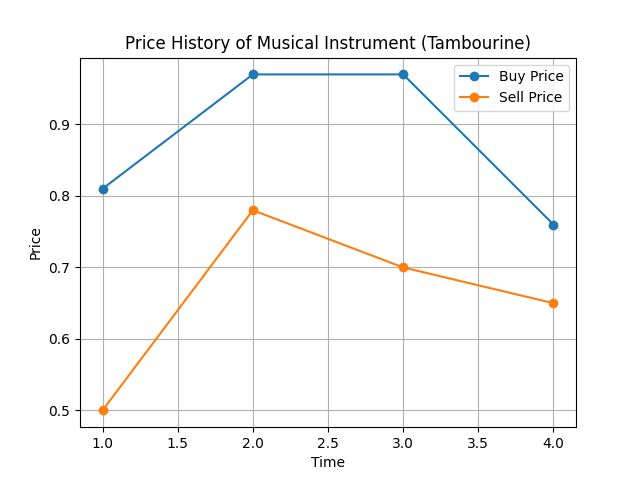 Price History of Musical Instrument (Tambourine)
Buy Price
Sell Price
0.9
0.8
0.7
0.6
0.5
Price
1.0 1.5 2.0 2.5 3.0 3.5 4.0
Time